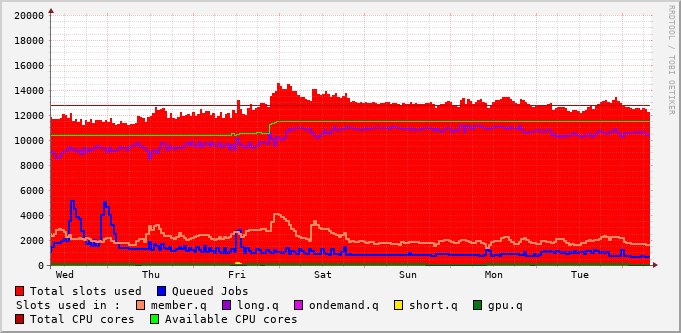 20000
18000
16000
14000
12000
10000
8000
6000
4000
2000
0
Wed Thu Fri Sat Sun Mon Tue
Total slots used Queued Jobs
Slots used in : member.q long.q ondemand.q short.q gpu.q
Total CPU cores Available CPU cores
RRDTOOL / TOBI OETIKER